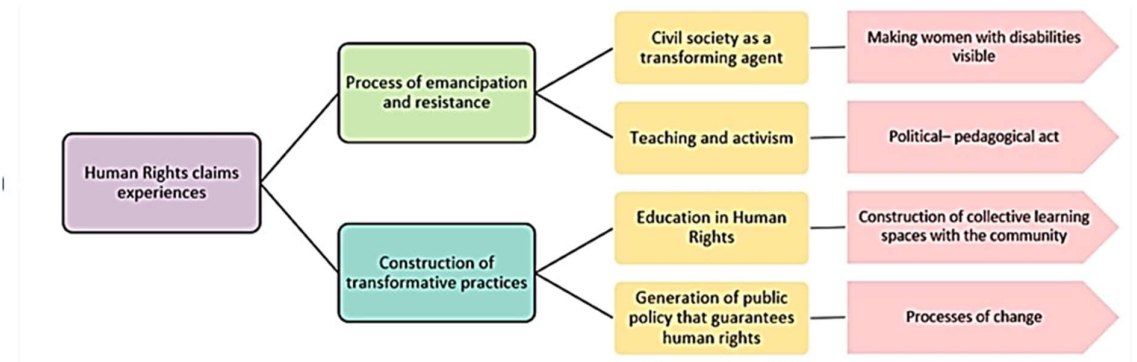 Human Rights claims
experiences
Process of emancipation
and resistance
Construction of
transformative practices
Civil society as a
transforming agent
Teaching and activism
Education in Human
Rights
Generation of public
policy that guarantees
human rights
Making women with disabilities
visible
Political– pedagogical act
Construction of collective learning
spaces with the community
Processes of change